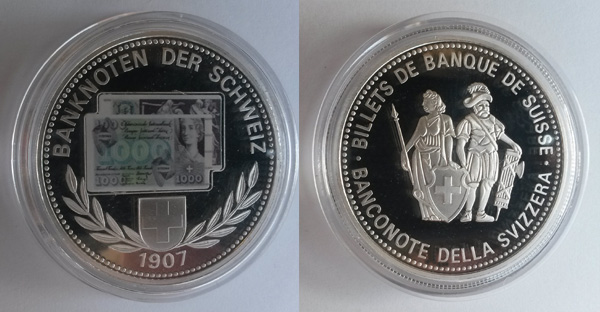 BANKNOTEN DER SCHWEIZ
1000
1000 1000
1907
· BILLETS DE BANQUE DE SUISSE ·
BANCONOTE DELLA SVIZZERA